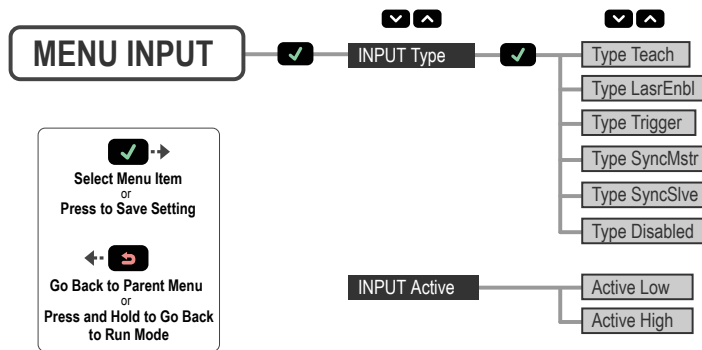 MENU INPUT
INPUT Type
Type Teach
Type LasrEnbl
Type Trigger
Type SyncMstr
Type SyncSlve
Type Disabled
Select Menu Item
or
Press to Save Setting
Go Back to Parent Menu
or
Press and Hold to Go Back
to Run Mode
INPUT Active
Active Low
Active High